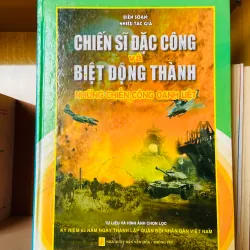 BIÊN SOẠN
NHIỀU TÁC GIẢ
CHIẾN SĨ ĐẶC CÔNG
VÀ
BIỆT ĐỘNG THÀNH
NHỮNG CHIẾN CÔNG OANH LIỆT
TƯ LIỆU VÀ HÌNH ẢNH CHỌN LỌC
KỶ NIỆM 65 NĂM NGÀY THÀNH LẬP QUÂN ĐỘI NHÂN DÂN VIỆT NAM